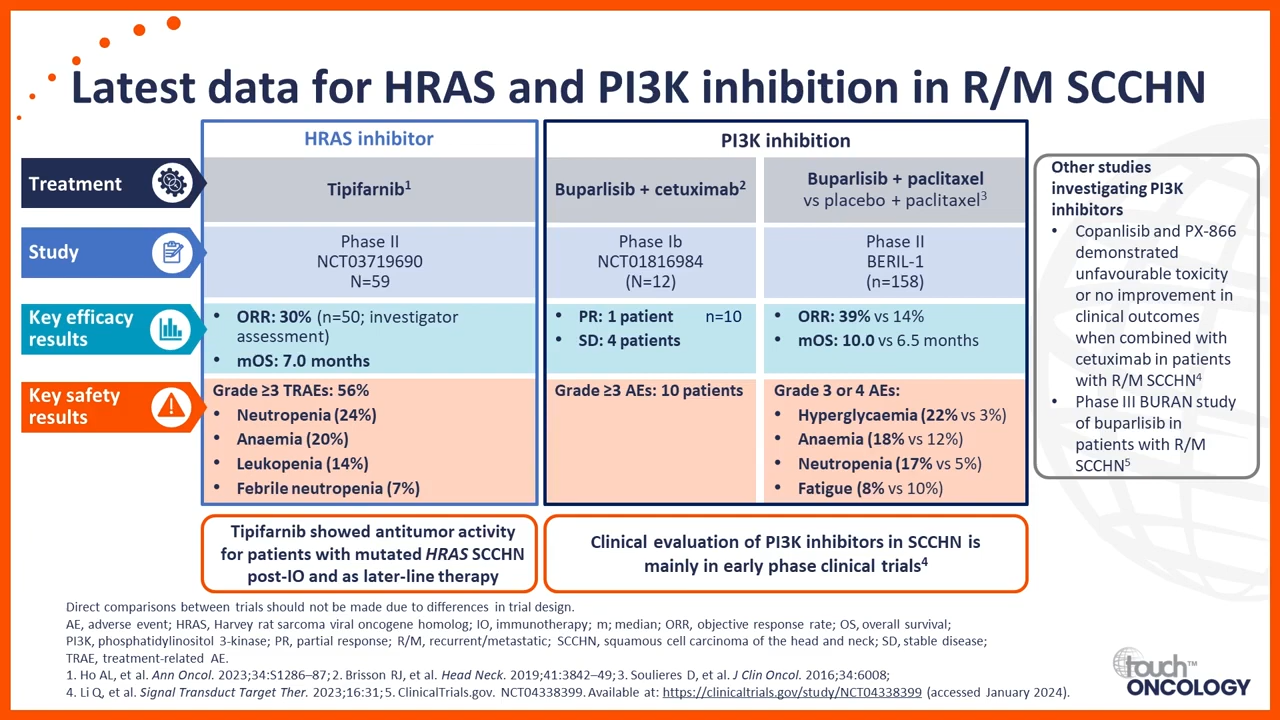 Latest data for HRAS and PI3K inhibition in R/M SCCHN
HRAS inhibitor
PI3K inhibition
Treatment
Tipifarnib1
Buparlisib + cetuximab2
Buparlisib + paclitaxel
vs placebo + paclitaxel3
Study
Phase II
NCT03719690
N=59
Phase Ib
NCT01816984
(N=12)
Phase II
BERIL-1
(n=158)
Key efficacy
results
• ORR: 30% (n=50; investigator
assessment)
• mOS: 7.0 months
• PR: 1 patient n=10
• SD: 4 patients
• ORR: 39% vs 14%
• mOS: 10.0 vs 6.5 months
Key safety
results
Grade ≥3 TRAEs: 56%
• Neutropenia (24%)
• Anaemia (20%)
• Leukopenia (14%)
• Febrile neutropenia (7%)
Grade ≥3 AEs: 10 patients
Grade 3 or 4 AEs:
• Hyperglycaemia (22% vs 3%)
• Anaemia (18% vs 12%)
• Neutropenia (17% vs 5%)
• Fatigue (8% vs 10%)
Other studies
investigating PI3K
inhibitors
• Copanlisib and PX-866
demonstrated
unfavourable toxicity
or no improvement in
clinical outcomes
when combined with
cetuximab in patients
with R/M SCCHN4
• Phase III BURAN study
of buparlisib in
patients with R/M
SCCHN5
Tipifarnib showed antitumor activity
for patients with mutated HRAS SCCHN
post-IO and as later-line therapy
Clinical evaluation of PI3K inhibitors in SCCHN is
mainly in early phase clinical trials4
Direct comparisons between trials should not be made due to differences in trial design.
AE, adverse event; HRAS, Harvey rat sarcoma viral oncogene homolog; IO, immunotherapy; m; median; ORR, objective response rate; OS, overall survival;
PI3K, phosphatidylinositol 3-kinase; PR, partial response; R/M, recurrent/metastatic; SCCHN, squamous cell carcinoma of the head and neck; SD, stable disease;
TRAE, treatment-related AE.
1. Ho AL, et al. Ann Oncol. 2023;34:S1286–87; 2. Brisson RJ, et al. Head Neck. 2019;41:3842–49; 3. Soulieres D, et al. J Clin Oncol. 2016;34:6008;
4. Li Q, et al. Signal Transduct Target Ther. 2023;16:31; 5. ClinicalTrials.gov. NCT04338399. Available at: https://clinicaltrials.gov/study/NCT04338399 (accessed January 2024).
touch™
ONCOLOGY